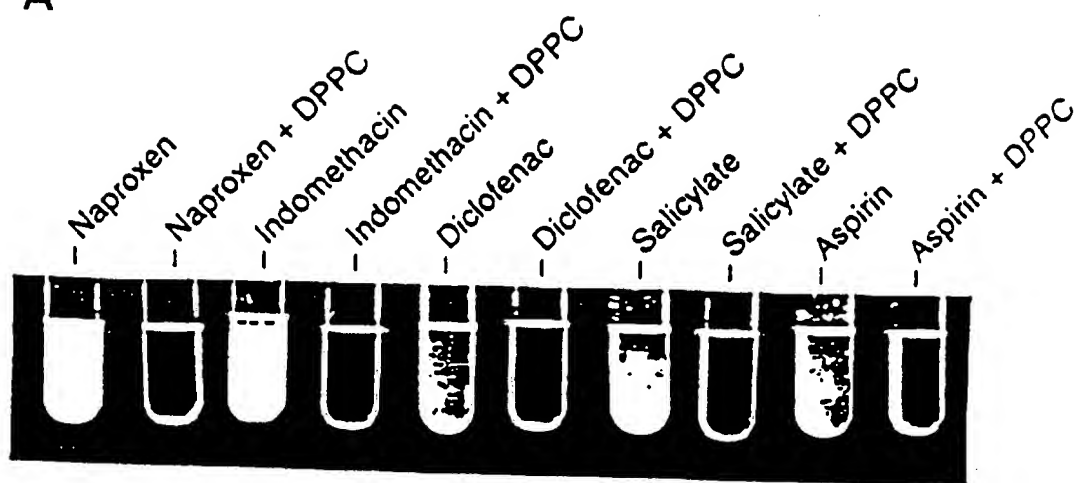 A
Naproxen
Naproxen + DPPC
Indomethacin
Indomethacin + DPPC
Diclofenac
Diclofenac + DPPC
Salicylate
Salicylate + DPPC
Aspirin
Aspirin + DPPC